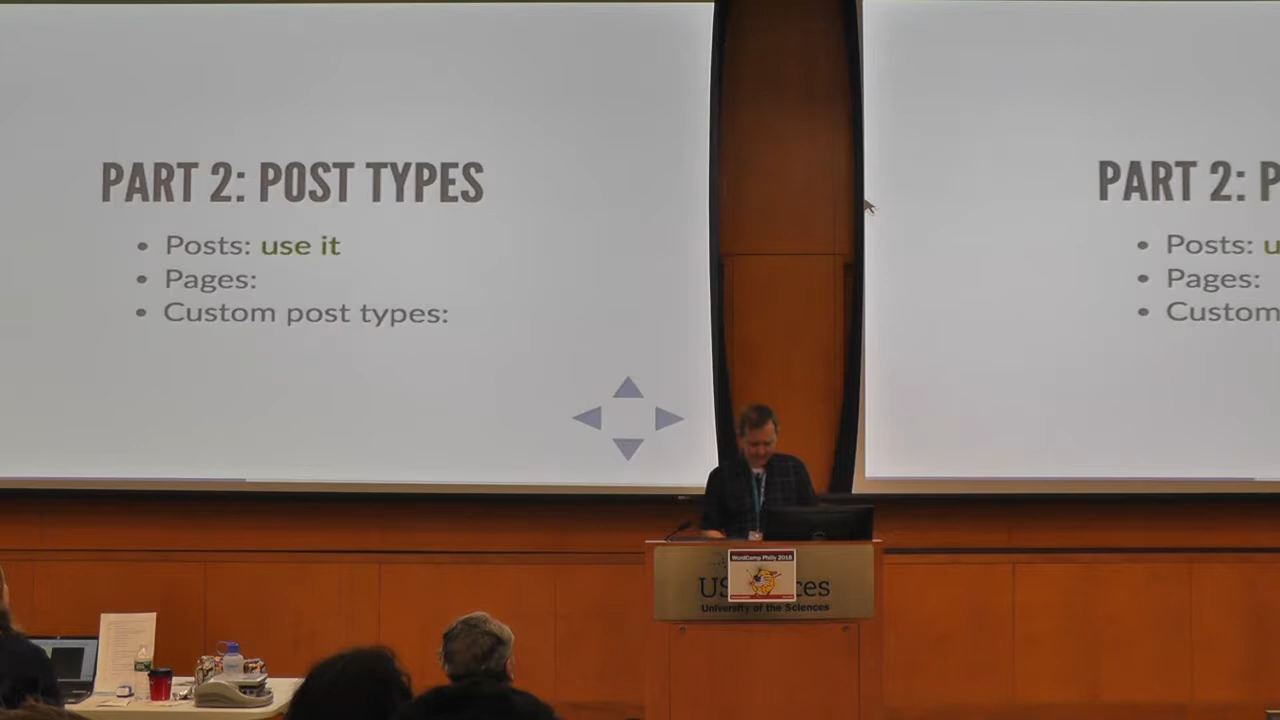 PART 2: POST TYPES
• Posts: use it
• Pages:
• Custom post types:
PART 2: P
• Posts: u
• Pages:
• Custom
WordCamp Philly 2018
US ces
University of the Sciences